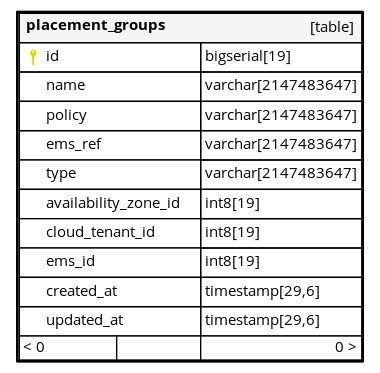 placement_groups [table]
id bigserial[19]
name varchar[2147483647]
policy varchar[2147483647]
ems_ref varchar[2147483647]
type varchar[2147483647]
availability_zone_id int8[19]
cloud_tenant_id int8[19]
ems_id int8[19]
created_at timestamp[29,6]
updated_at timestamp[29,6]
< 0 0 >